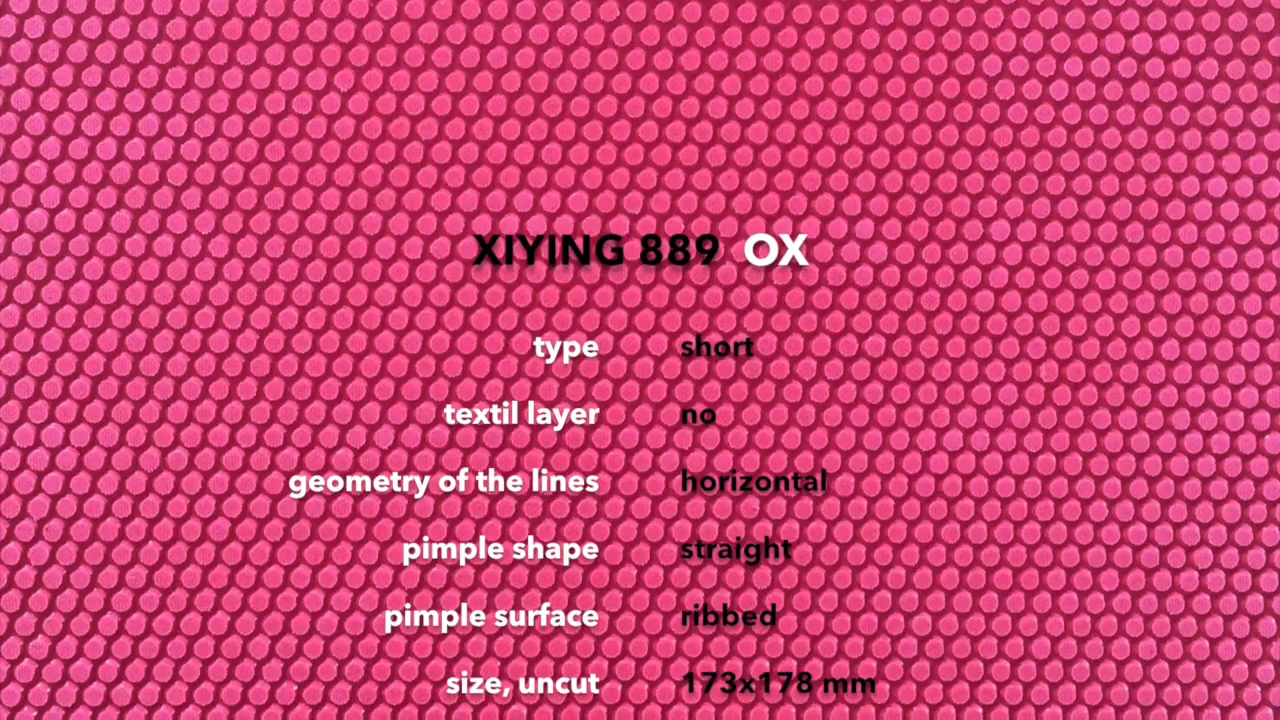 XIYING 889 OX
type short
textil layer no
geometry of the lines horizontal
pimple shape straight
pimple surface ribbed
size, uncut 173x178 mm